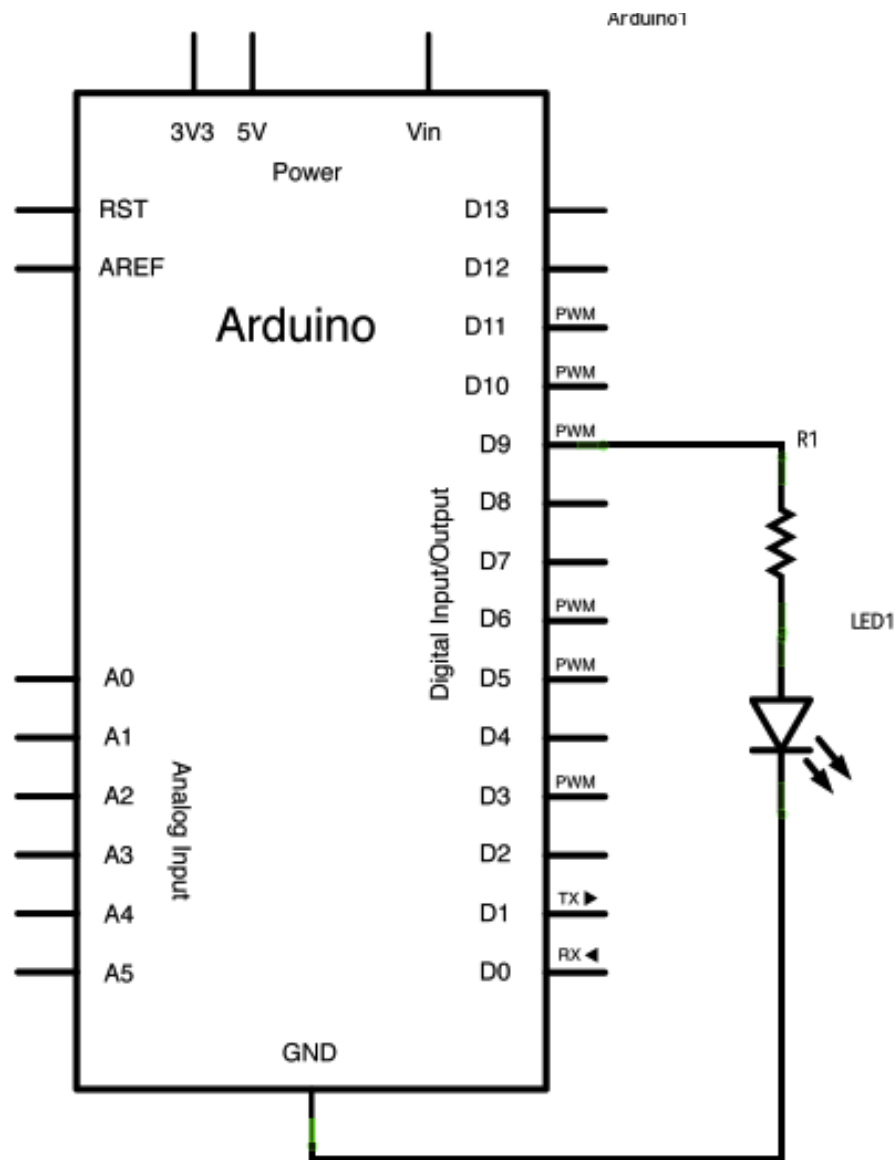 Arduino1
3V3 5V Vin
Power
RST
AREF
Arduino
D13
D12
D11 PWM
D10 PWM
D9 PWM
R1
D8
D7
D6 PWM
LED1
D5 PWM
D4
D3 PWM
D2
D1 TX
D0 RX
Digital Input/Output
A0
A1
A2
A3
A4
A5
Analog Input
GND